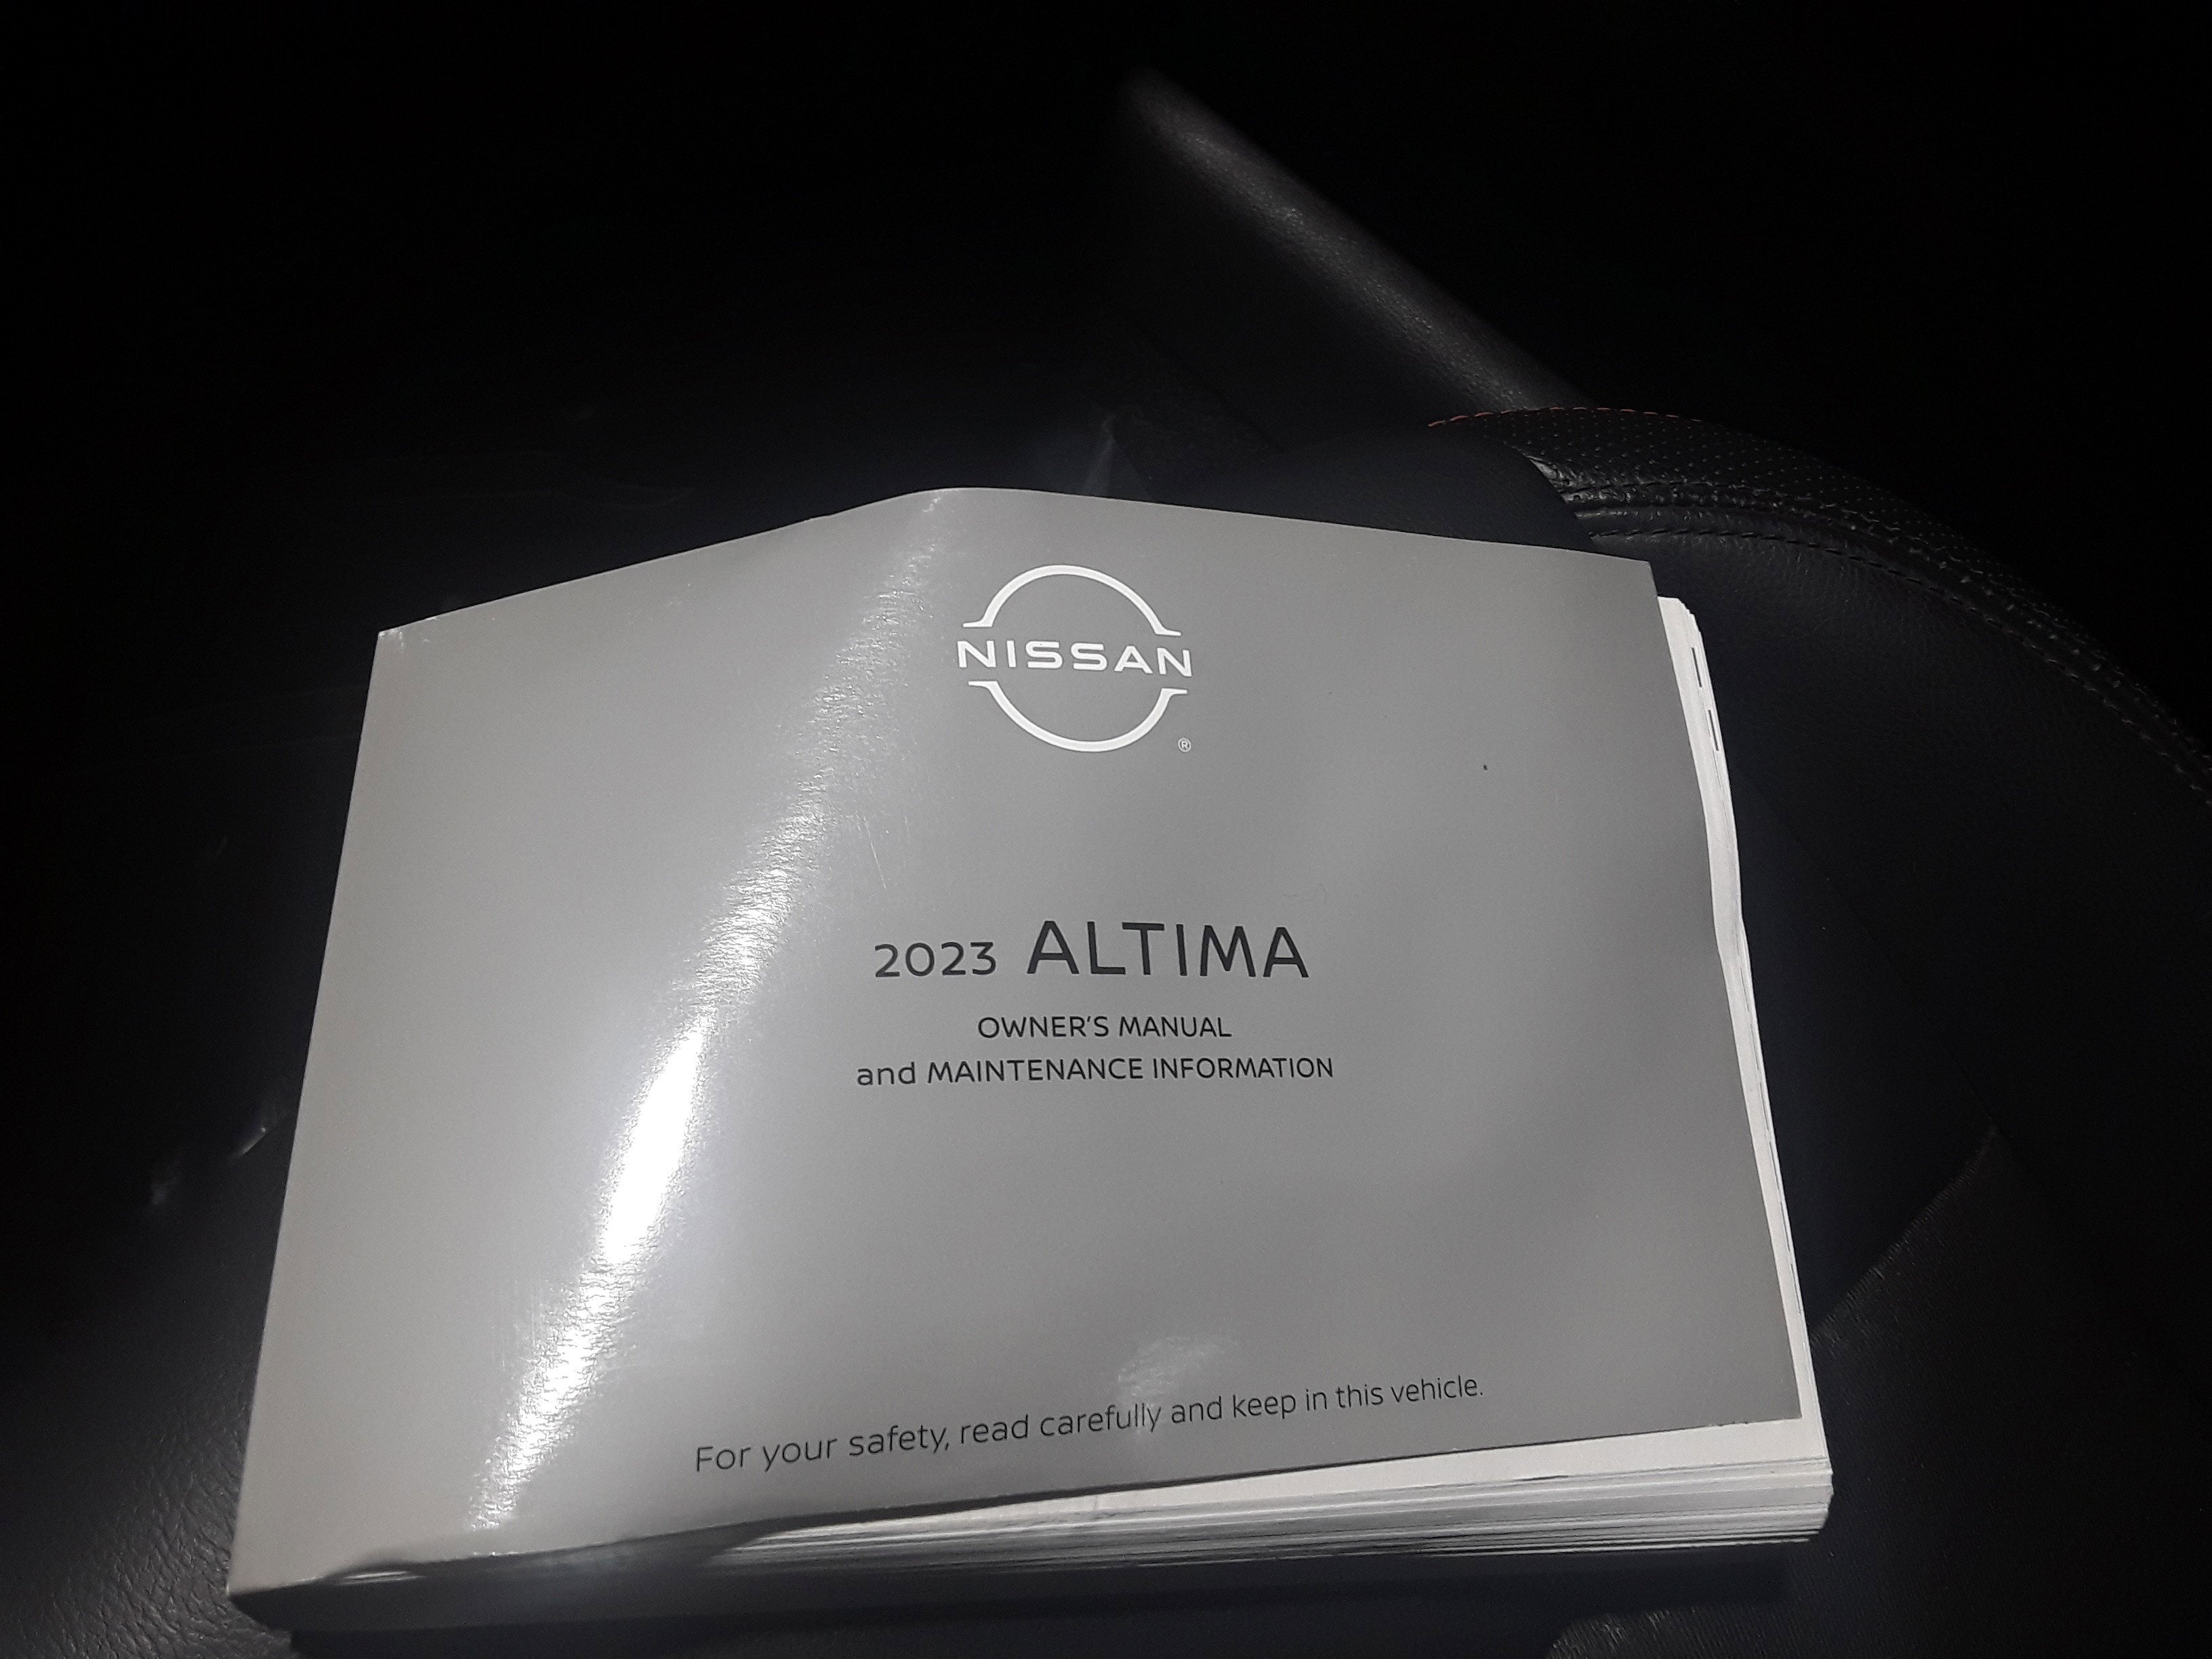 NISSAN
®
2023 ALTIMA
OWNER'S MANUAL
and MAINTENANCE INFORMATION
For your safety, read carefully and keep in this vehicle.